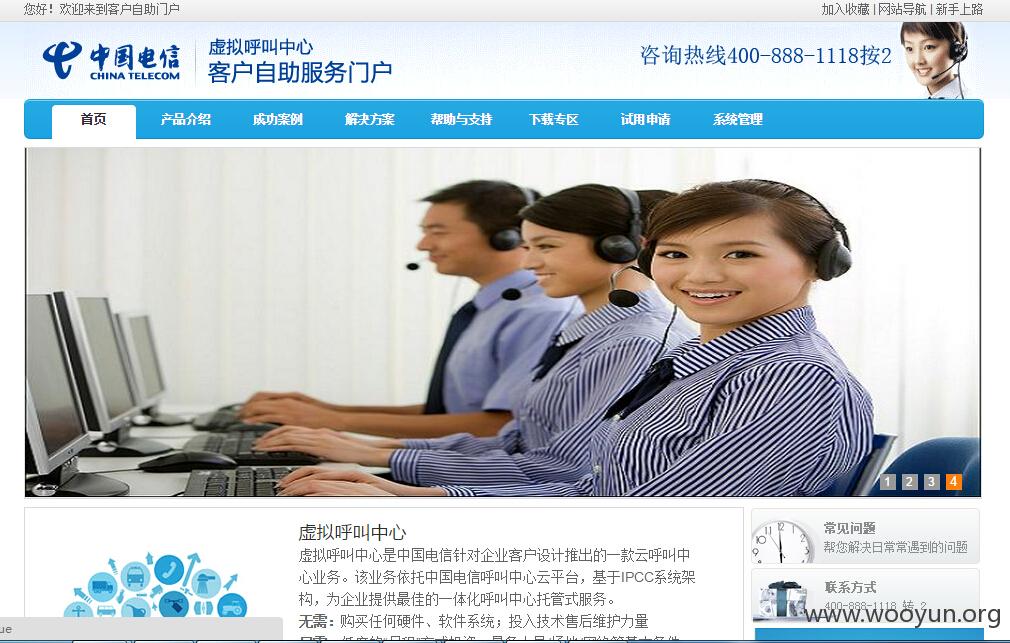 您好！欢迎来到客户自助门户
加入收藏 | 网站导航 | 新手上路
中国电信
CHINA TELECOM
虚拟呼叫中心
客户自助服务门户
咨询热线400-888-1118按2
首页 产品介绍 成功案例 解决方案 帮助与支持 下载专区 试用申请 系统管理
1 2 3 4
虚拟呼叫中心
虚拟呼叫中心是中国电信针对企业客户设计推出的一款云呼叫中
心业务。该业务依托中国电信呼叫中心云平台，基于IPCC系统架
构，为企业提供最佳的一体化呼叫中心托管式服务。
无需：购买任何硬件、软件系统；投入技术售后维护力量
常见问题
帮您解决日常常遇到的问题
联系方式
400-888-1118 转 2
www.wooyun.org
ue